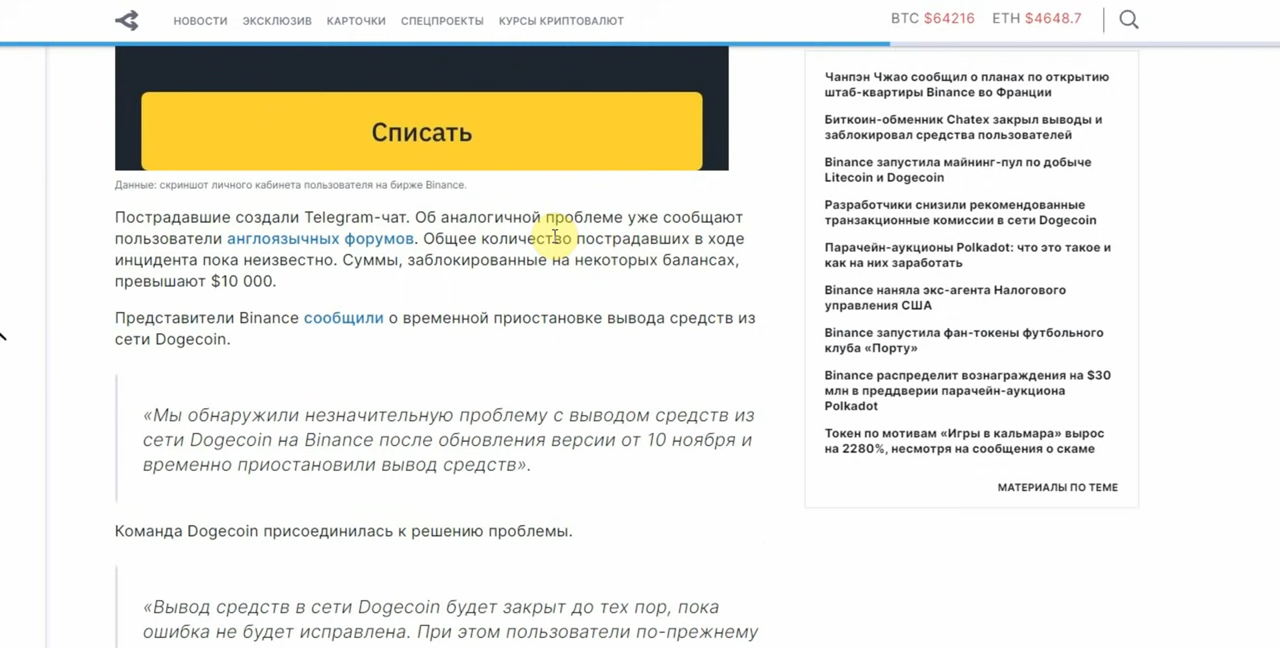 НОВОСТИ ЭКСКЛЮЗИВ КАРТОЧКИ СПЕЦПРОЕКТЫ КУРСЫ КРИПТОВАЛЮТ
BTC $64216 ETH $4648.7
Списать
Данные: скриншот личного кабинета пользователя на бирже Binance.
Пострадавшие создали Telegram-чат. Об аналогичной проблеме уже сообщают
пользователи англоязычных форумов. Общее количество пострадавших в ходе
инцидента пока неизвестно. Суммы, заблокированные на некоторых балансах,
превышают $10 000.
Представители Binance сообщили о временной приостановке вывода средств из
сети Dogecoin.
«Мы обнаружили незначительную проблему с выводом средств из
сети Dogecoin на Binance после обновления версии от 10 ноября и
временно приостановили вывод средств».
Команда Dogecoin присоединилась к решению проблемы.
«Вывод средств в сети Dogecoin будет закрыт до тех пор, пока
ошибка не будет исправлена. При этом пользователи по-прежнему
Чанпэн Чжао сообщил о планах по открытию
штаб-квартиры Binance во Франции
Биткоин-обменник Chatex закрыл выводы и
заблокировал средства пользователей
Binance запустила майнинг-пул по добыче
Litecoin и Dogecoin
Разработчики снизили рекомендованные
транзакционные комиссии в сети Dogecoin
Парачейн-аукционы Polkadot: что это такое и
как на них заработать
Binance наняла экс-агента Налогового
управления США
Binance запустила фан-токены футбольного
клуба «Порту»
Binance распределит вознаграждения на $30
млн в преддверии парачейн-аукциона
Polkadot
Токен по мотивам «Игры в кальмара» вырос
на 2280%, несмотря на сообщения о скаме
МАТЕРИАЛЫ ПО ТЕМЕ